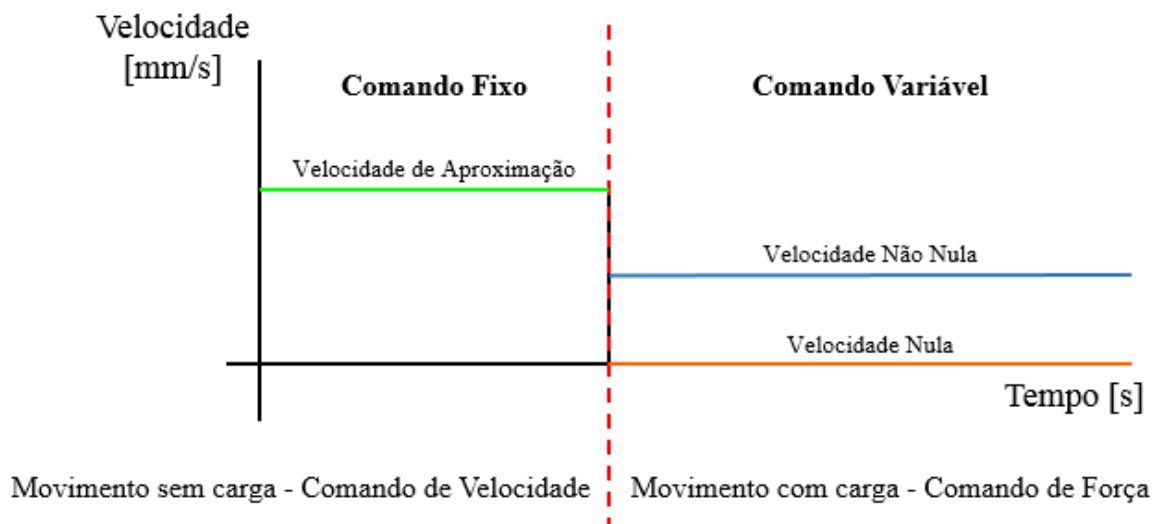 Velocidade
[mm/s]
Comando Fixo
Comando Variável
Velocidade de Aproximação
Velocidade Não Nula
Velocidade Nula
Tempo [s]
Movimento sem carga - Comando de Velocidade
Movimento com carga - Comando de Força